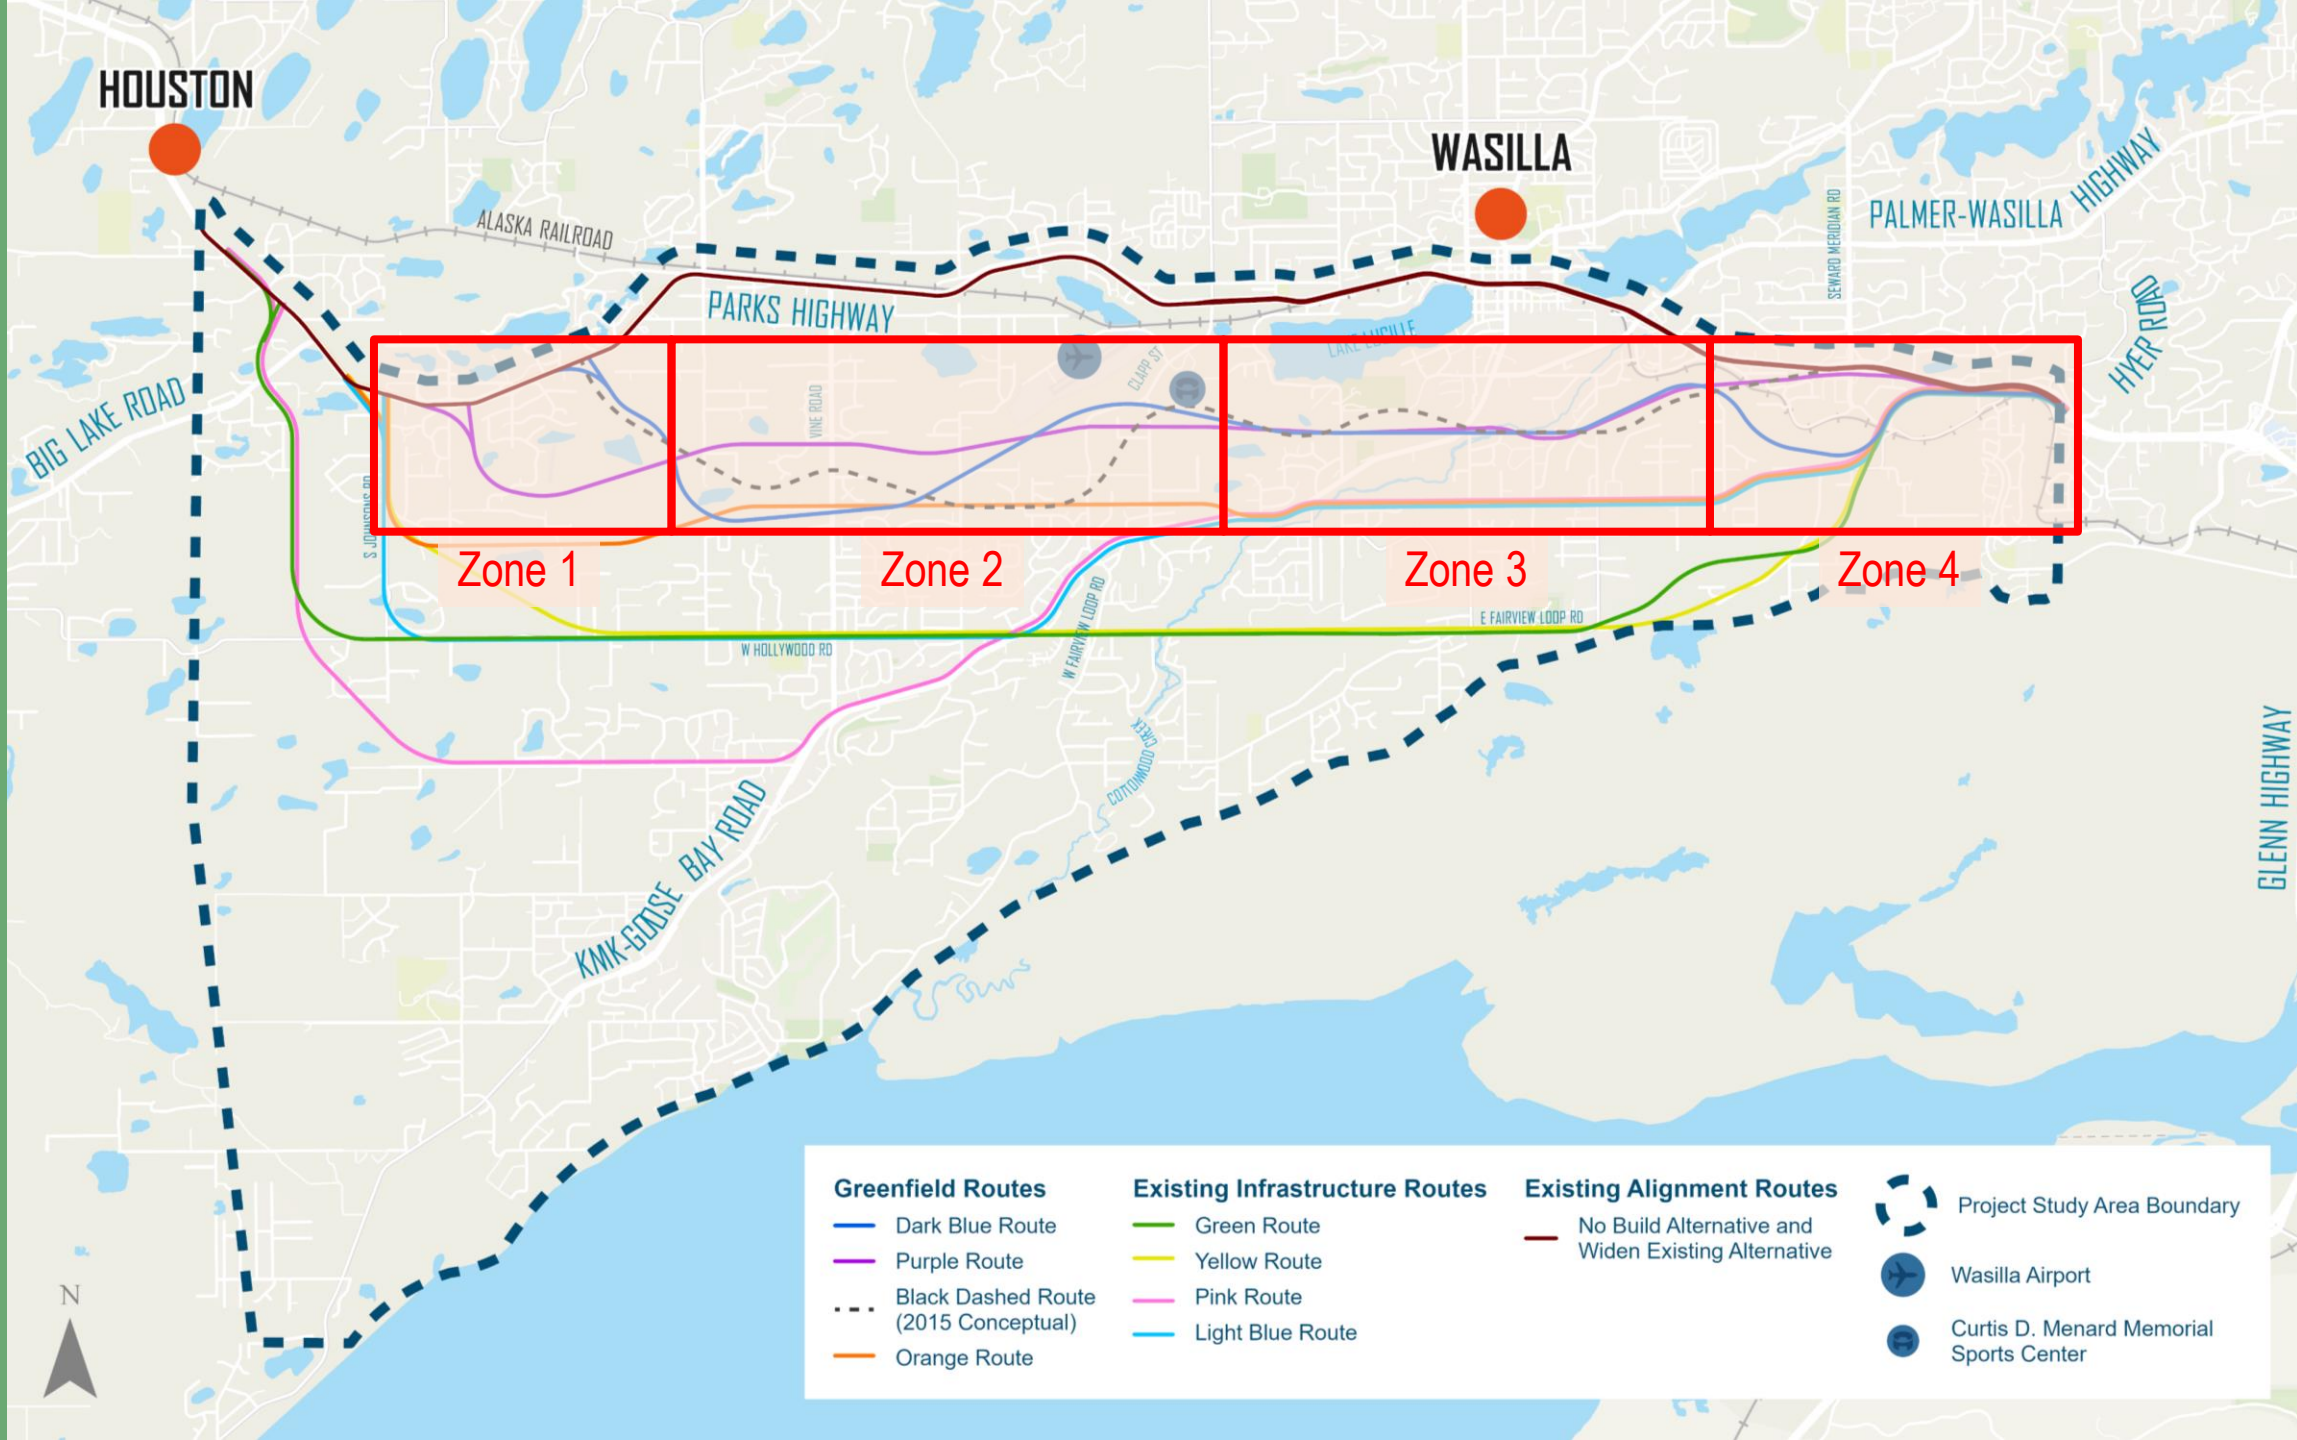 HOUSTON
WASILLA
ALASKA RAILROAD
PALMER-WASILLA HIGHWAY
SEWARD MERIDIAN RD
HYER ROAD
PARKS HIGHWAY
LAKE LUCILLE
CLAPP ST
VINE ROAD
BIG LAKE ROAD
S JOHNSONS RD
Zone 1
Zone 2
Zone 3
Zone 4
E FAIRVIEW LOOP RD
W HOLLYWOOD RD
W FAIRVIEW LOOP RD
COTTONWOOD CREEK
KMK-GOOSE BAY ROAD
GLENN HIGHWAY
N
Greenfield Routes
Dark Blue Route
Purple Route
Black Dashed Route
(2015 Conceptual)
Orange Route
Existing Infrastructure Routes
Green Route
Yellow Route
Pink Route
Light Blue Route
Existing Alignment Routes
No Build Alternative and
Widen Existing Alternative
Project Study Area Boundary
Wasilla Airport
Curtis D. Menard Memorial
Sports Center